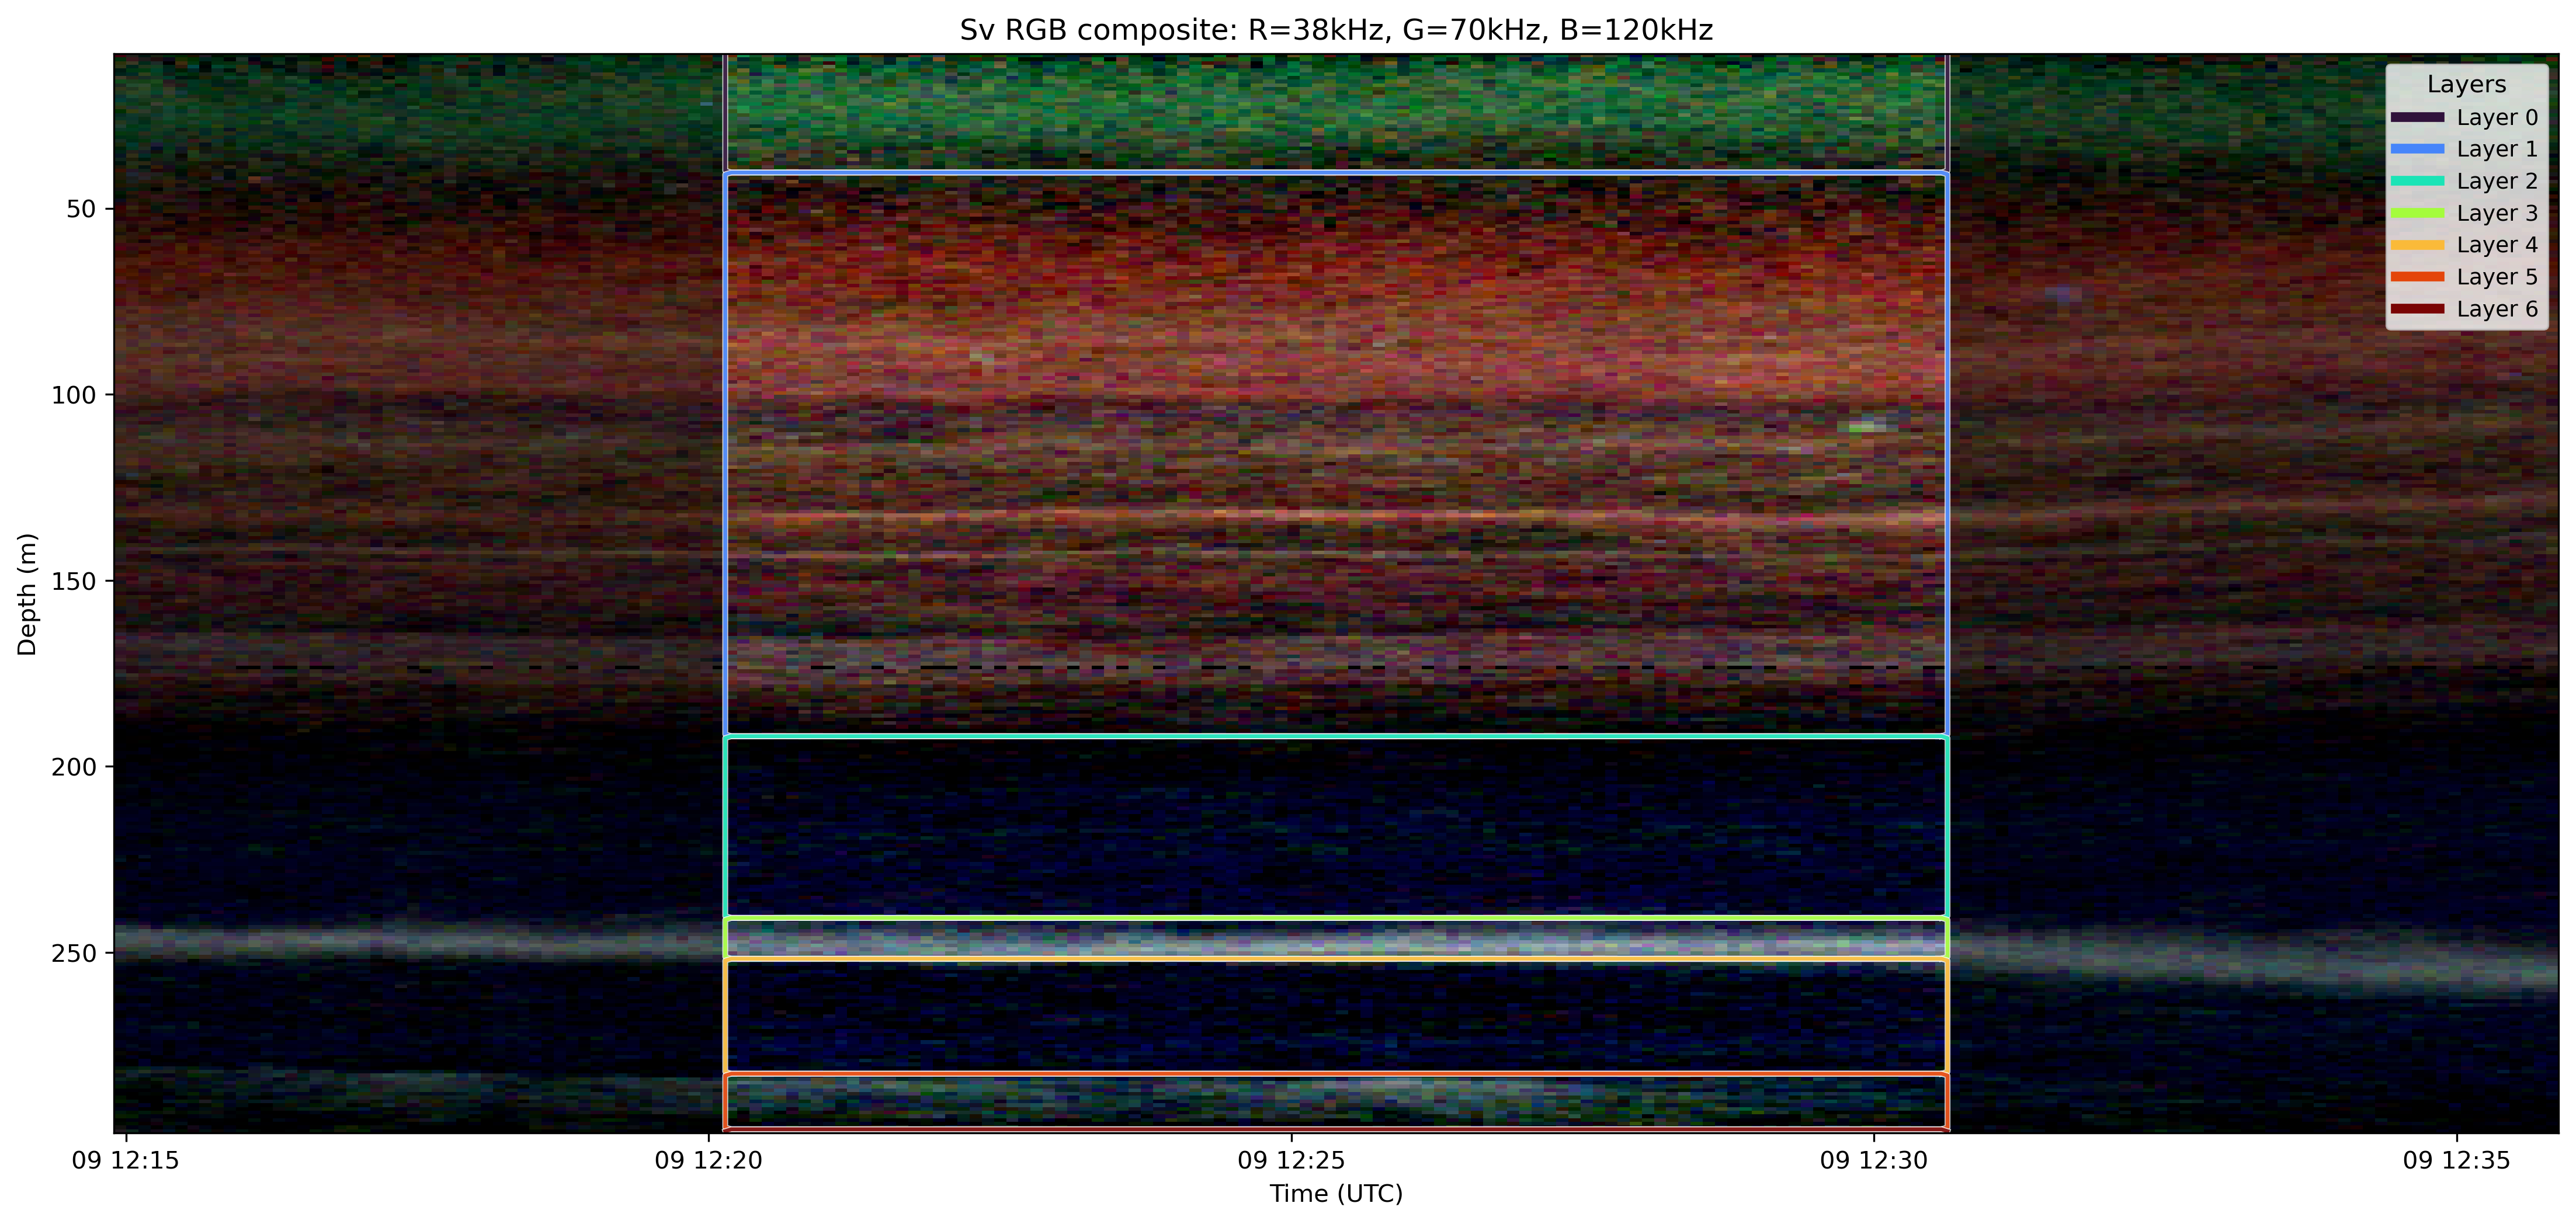 Sv RGB composite: R=38kHz, G=70kHz, B=120kHz
Layers
Layer 0
Layer 1
Layer 2
Layer 3
Layer 4
Layer 5
Layer 6
Depth (m)
50
100
150
200
250
09 12:15
09 12:20
09 12:25
09 12:30
09 12:35
Time (UTC)